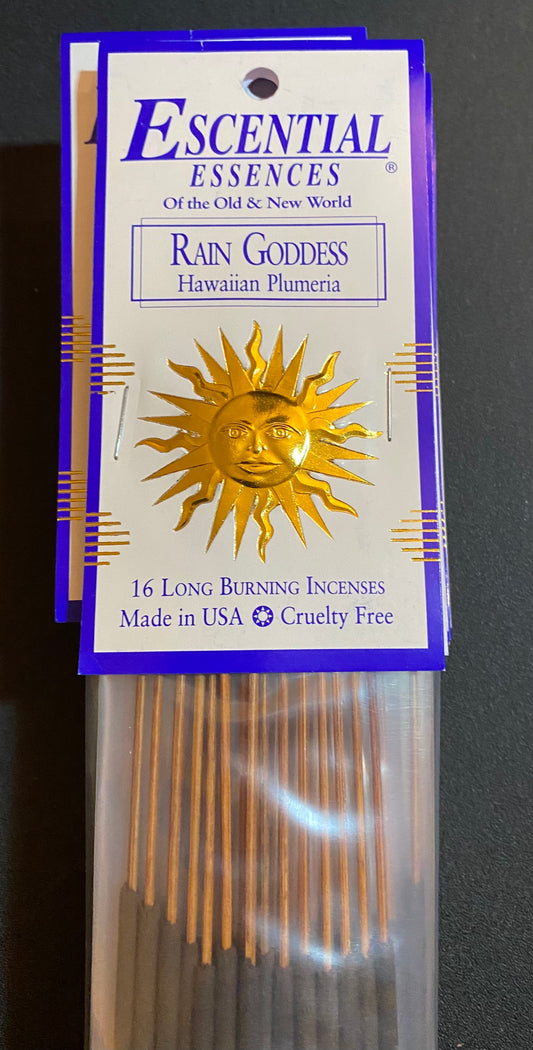 ESCENTIAL
ESSENCES ®
Of the Old & New World
RAIN GODDESS
Hawaiian Plumeria
16 LONG BURNING INCENSES
Made in USA Cruelty Free